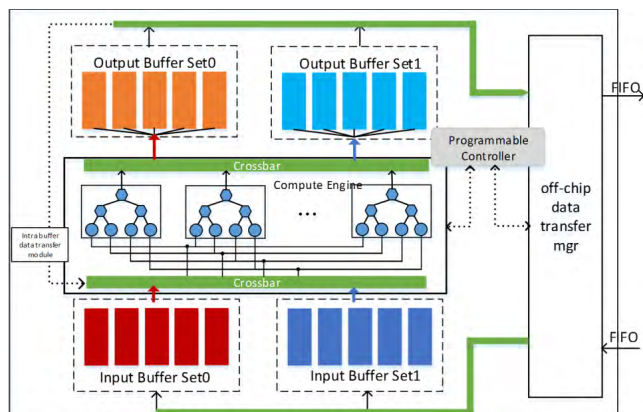 Output Buffer Set0
Output Buffer Set1
FIFO
Programmable
Controller
Crossbar
Compute Engine
...
off-chip
data
transfer
mgr
Intra buffer
data transfer
module
Crossbar
FIFO
Input Buffer Set0
Input Buffer Set1